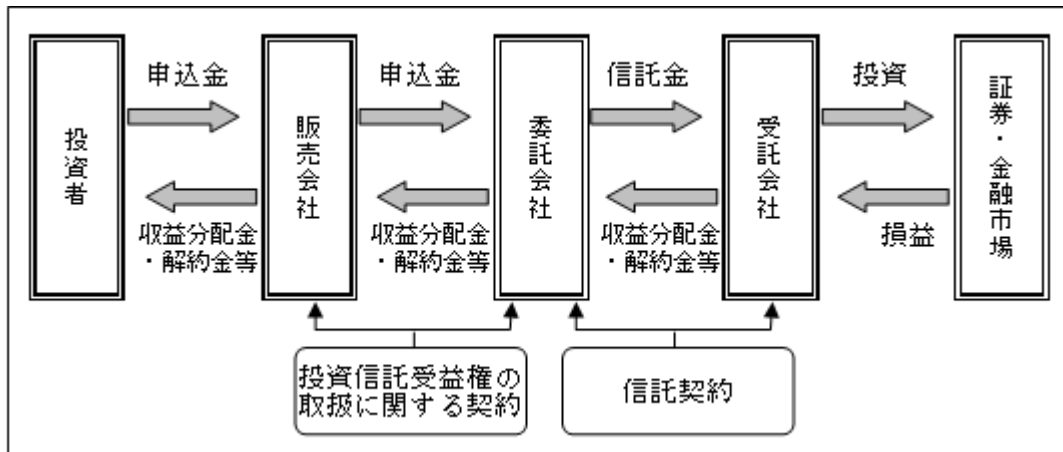 申込金
申込金
信託金
投資
投資者
販売会社
委託会社
受託会社
証券・金融市場
収益分配金
・解約金等
収益分配金
・解約金等
収益分配金
・解約金等
損益
投資信託受益権の
取扱に関する契約
信託契約